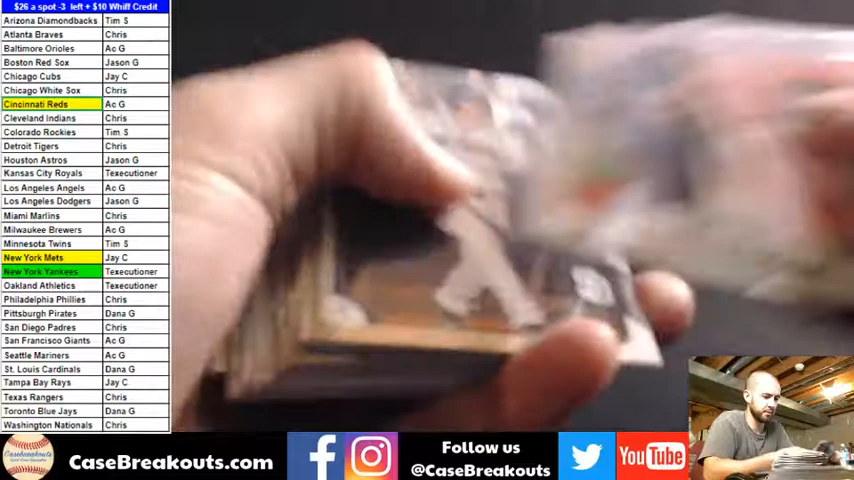 $26 a spot -3 left + $10 Whiff Credit
Arizona Diamondbacks Tim S
Atlanta Braves Chris
Baltimore Orioles Ac G
Boston Red Sox Jason G
Chicago Cubs Jay C
Chicago White Sox Chris
Cincinnati Reds Ac G
Cleveland Indians Chris
Colorado Rockies Tim S
Detroit Tigers Chris
Houston Astros Jason G
Kansas City Royals Texecutioner
Los Angeles Angels Ac G
Los Angeles Dodgers Jason G
Miami Marlins Chris
Milwaukee Brewers Ac G
Minnesota Twins Tim S
New York Mets Jay C
New York Yankees Texecutioner
Oakland Athletics Texecutioner
Philadelphia Phillies Chris
Pittsburgh Pirates Dana G
San Diego Padres Chris
San Francisco Giants Ac G
Seattle Mariners Ac G
St. Louis Cardinals Dana G
Tampa Bay Rays Jay C
Texas Rangers Chris
Toronto Blue Jays Dana G
Washington Nationals Chris
CaseBreakouts.com
Follow us
@CaseBreakouts
YouTube